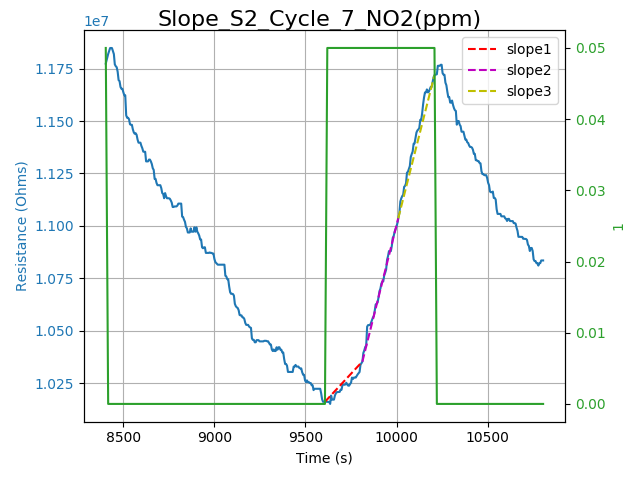 Slope_S2_Cycle_7_NO2(ppm)
1e7
slope1
slope2
slope3
1.175
1.150
1.125
1.100
1.075
1.050
1.025
Resistance (Ohms)
0.05
0.04
0.03
0.02
0.01
0.00
1
8500 9000 9500 10000 10500
Time (s)